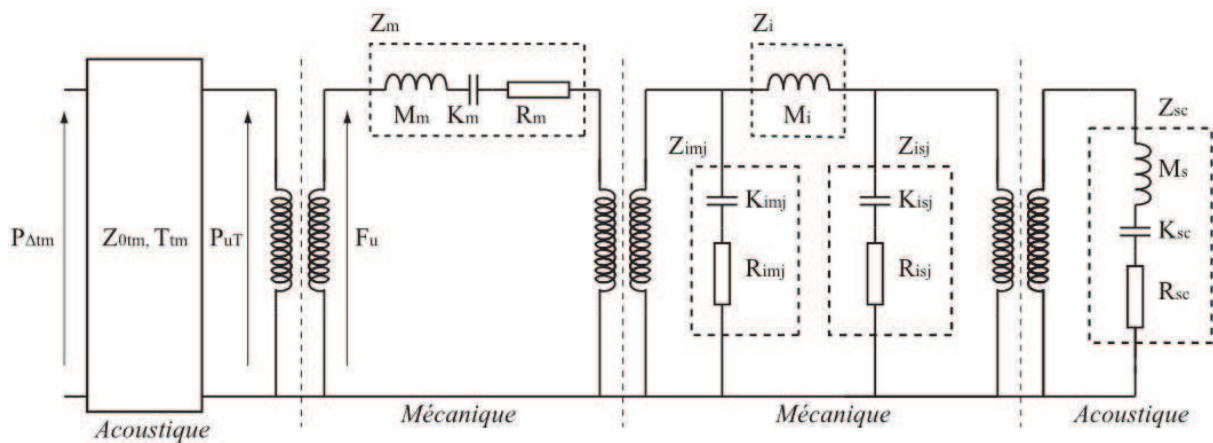 Zm
Mm
Km
Rm
Zi
Mi
Zimj
Kimj
Rimj
Zisj
Kisj
Risj
Zsc
Ms
Ksc
Rsc
PΔtm
Z0tm, Ttm
PuT
Fu
Acoustique
Mécanique
Mécanique
Acoustique